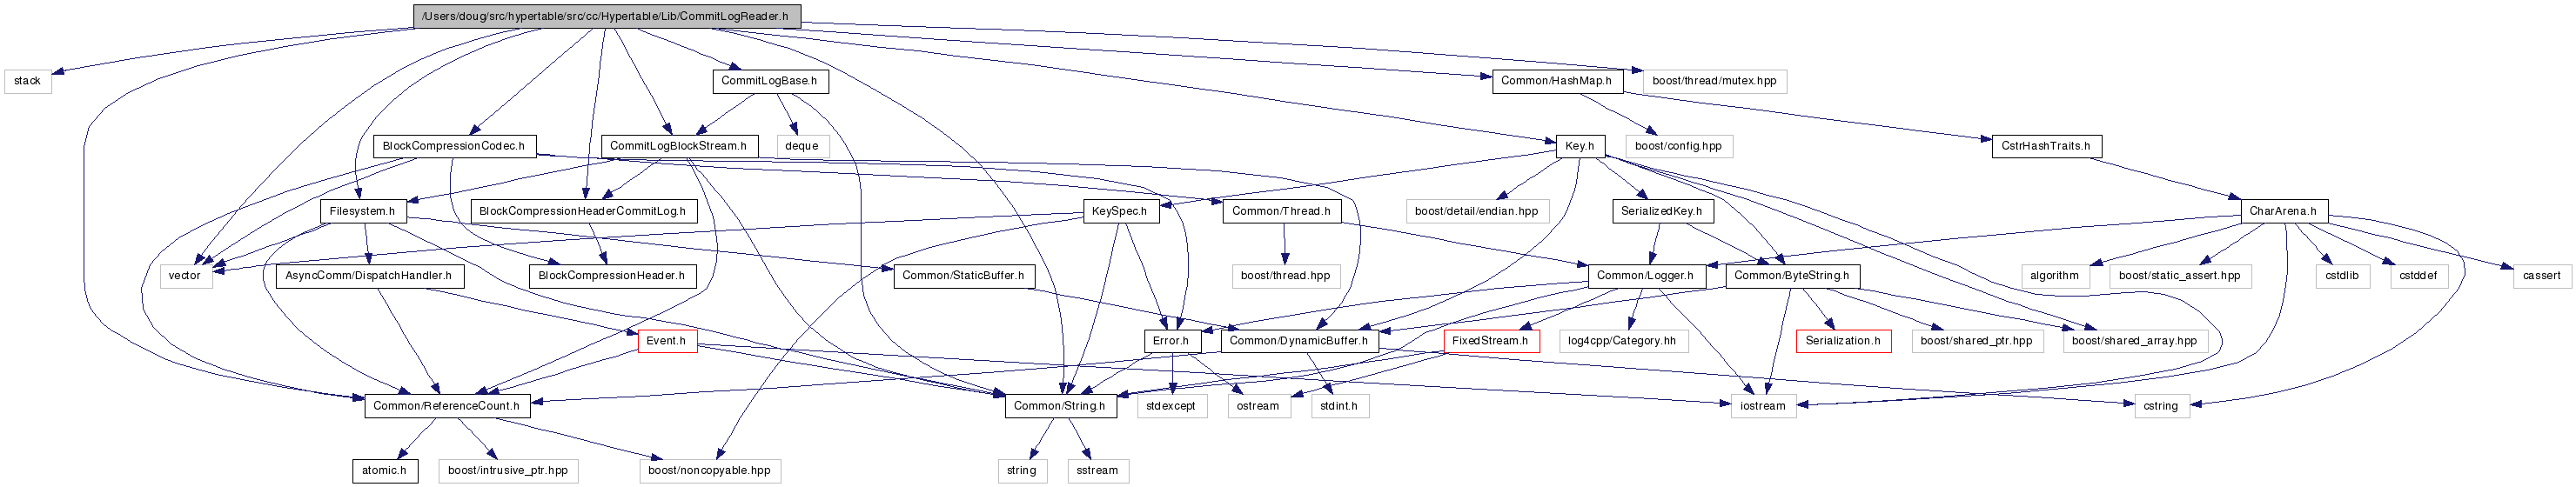 /Users/doug/src/hypertable/src/cc/Hypertable/Lib/CommitLogReader.h
stack
CommitLogBase.h
Common/HashMap.h
boost/thread/mutex.hpp
BlockCompressionCodec.h
CommitLogBlockStream.h
deque
Key.h
boost/config.hpp
CstrHashTraits.h
Filesystem.h
BlockCompressionHeaderCommitLog.h
KeySpec.h
Common/Thread.h
boost/detail/endian.hpp
SerializedKey.h
CharArena.h
vector
AsyncComm/DispatchHandler.h
BlockCompressionHeader.h
Common/StaticBuffer.h
boost/thread.hpp
Common/Logger.h
Common/ByteString.h
algorithm
boost/static_assert.hpp
cstdlib
cstddef
cassert
Event.h
Error.h
Common/DynamicBuffer.h
FixedStream.h
log4cpp/Category.hh
Serialization.h
boost/shared_ptr.hpp
boost/shared_array.hpp
Common/ReferenceCount.h
Common/String.h
stdexcept
ostream
stdint.h
iostream
cstring
atomic.h
boost/intrusive_ptr.hpp
boost/noncopyable.hpp
string
sstream